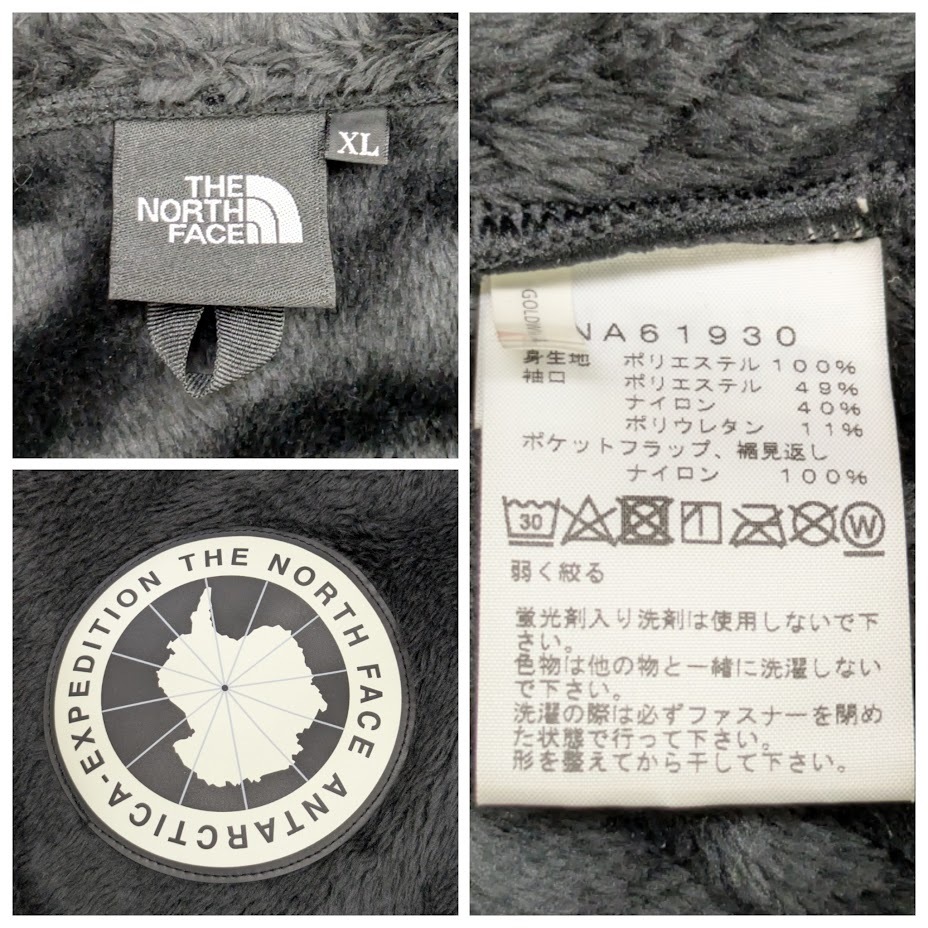 XL
THE
NORTH
FACE
THE NORTH FACE ANTARCTICA-EXPEDITION
NA61930
身生地 ポリエステル 100%
袖口 ポリエステル 49%
ナイロン 40%
ポリウレタン 11%
ポケットフラップ、裾見返し
ナイロン 100%
30
W
弱く絞る
蛍光剤入り洗剤は使用しないで下
さい。
色物は他の物と一緒に洗濯しない
で下さい。
洗濯の際は必ずファスナーを閉め
た状態で行って下さい。
形を整えてから干して下さい。